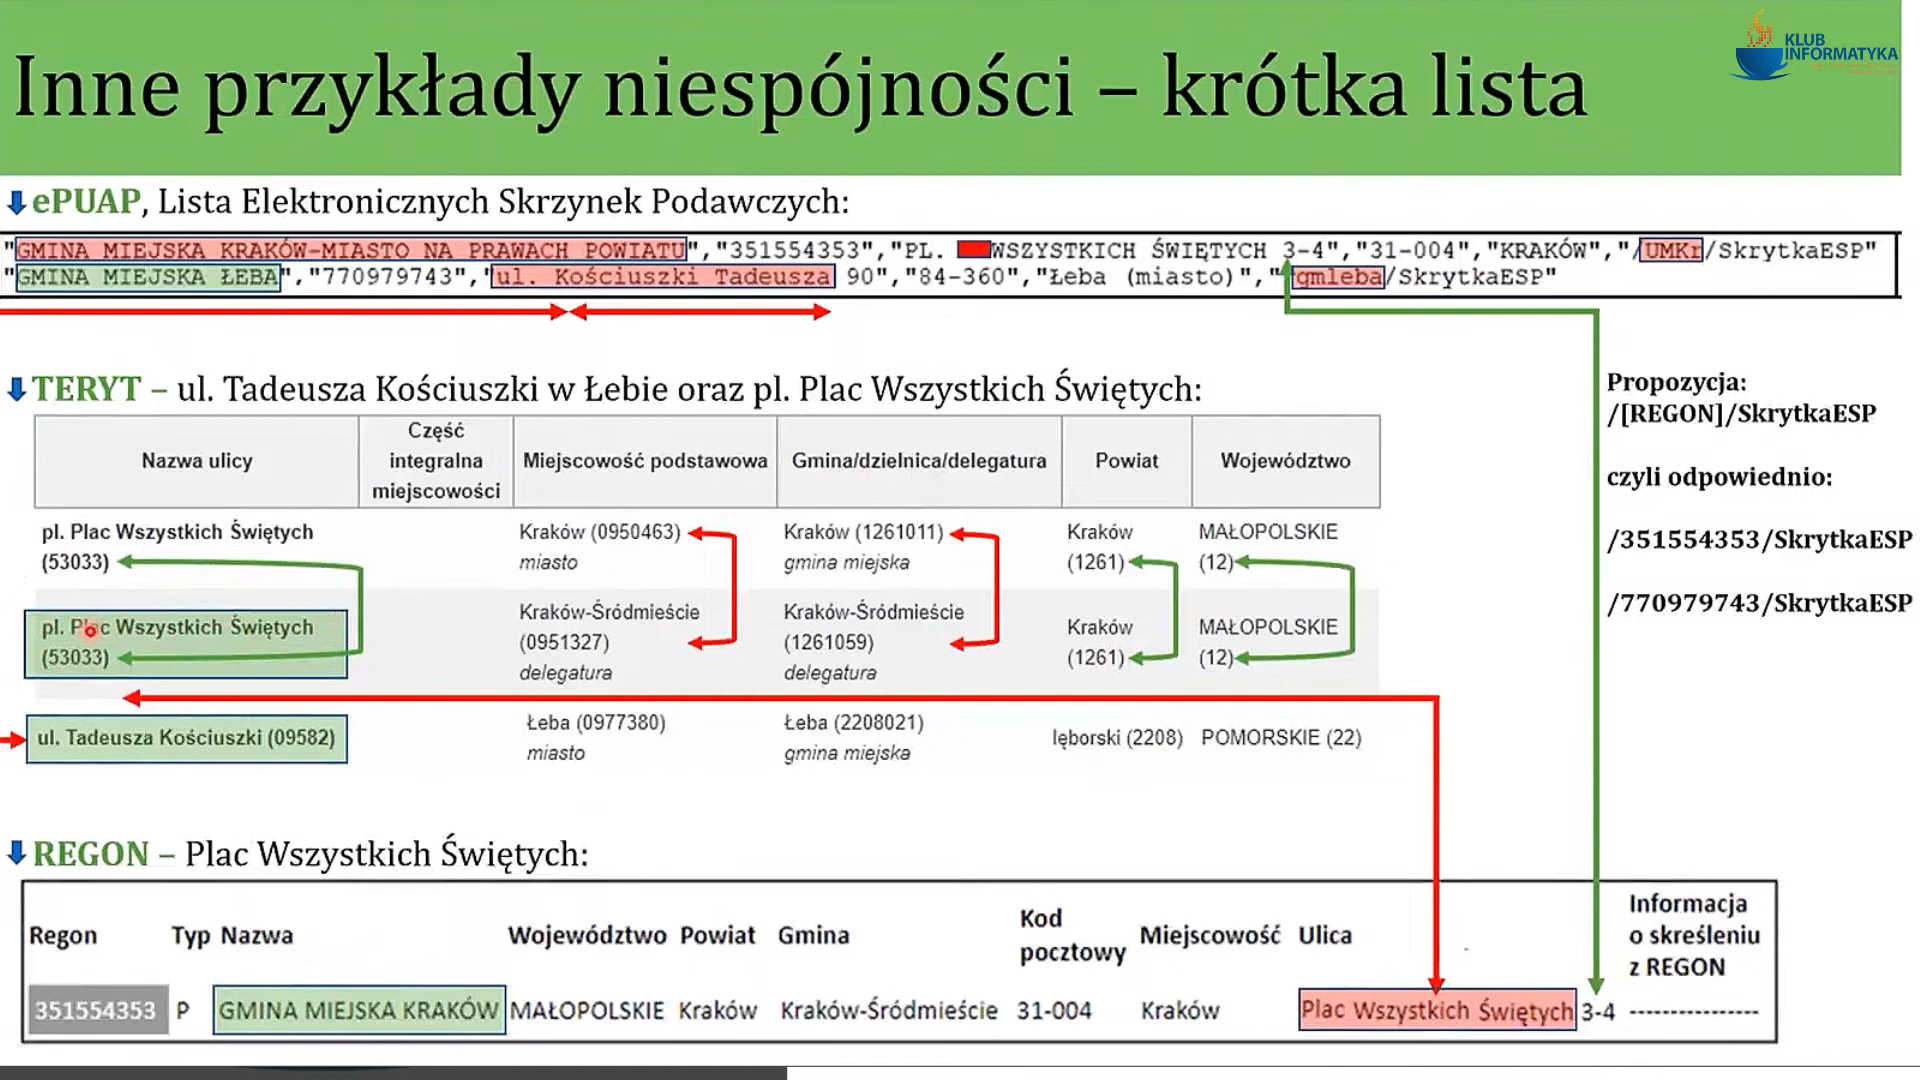 Inne przykłady niespójności – krótka lista
KLUB
INFORMATYKA
ePUAP, Lista Elektronicznych Skrzynek Podawczych:
"GMINA MIEJSKA KRAKÓW-MIASTO NA PRAWACH POWIATU","351554353","PL. WSZYSTKICH ŚWIĘTYCH 3-4","31-004","KRAKÓW","/UMKr/SkrytkaESP"
"GMINA MIEJSKA ŁEBA","770979743","ul. Kościuszki Tadeusza 90","84-360","Łeba (miasto)","/gmleba/SkrytkaESP"
TERYT – ul. Tadeusza Kościuszki w Łebie oraz pl. Plac Wszystkich Świętych:
Nazwa ulicy
Część
integralna
miejscowości
Miejscowość podstawowa
Gmina/dzielnica/delegatura
Powiat
Województwo
pl. Plac Wszystkich Świętych
(53033)
Kraków (0950463)
miasto
Kraków (1261011)
gmina miejska
Kraków
(1261)
MAŁOPOLSKIE
(12)
pl. Plac Wszystkich Świętych
(53033)
Kraków-Śródmieście
(0951327)
delegatura
Kraków-Śródmieście
(1261059)
delegatura
Kraków
(1261)
MAŁOPOLSKIE
(12)
ul. Tadeusza Kościuszki (09582)
Łeba (0977380)
miasto
Łeba (2208021)
gmina miejska
lęborski (2208)
POMORSKIE (22)
Propozycja:
/[REGON]/SkrytkaESP
czyli odpowiednio:
/351554353/SkrytkaESP
/770979743/SkrytkaESP
REGON – Plac Wszystkich Świętych:
Regon
Typ
Nazwa
Województwo
Powiat
Gmina
Kod
pocztowy
Miejscowość
Ulica
Informacja
o skreśleniu
z REGON
351554353
P
GMINA MIEJSKA KRAKÓW
MAŁOPOLSKIE
Kraków
Kraków-Śródmieście
31-004
Kraków
Plac Wszystkich Świętych
3-4
----------------